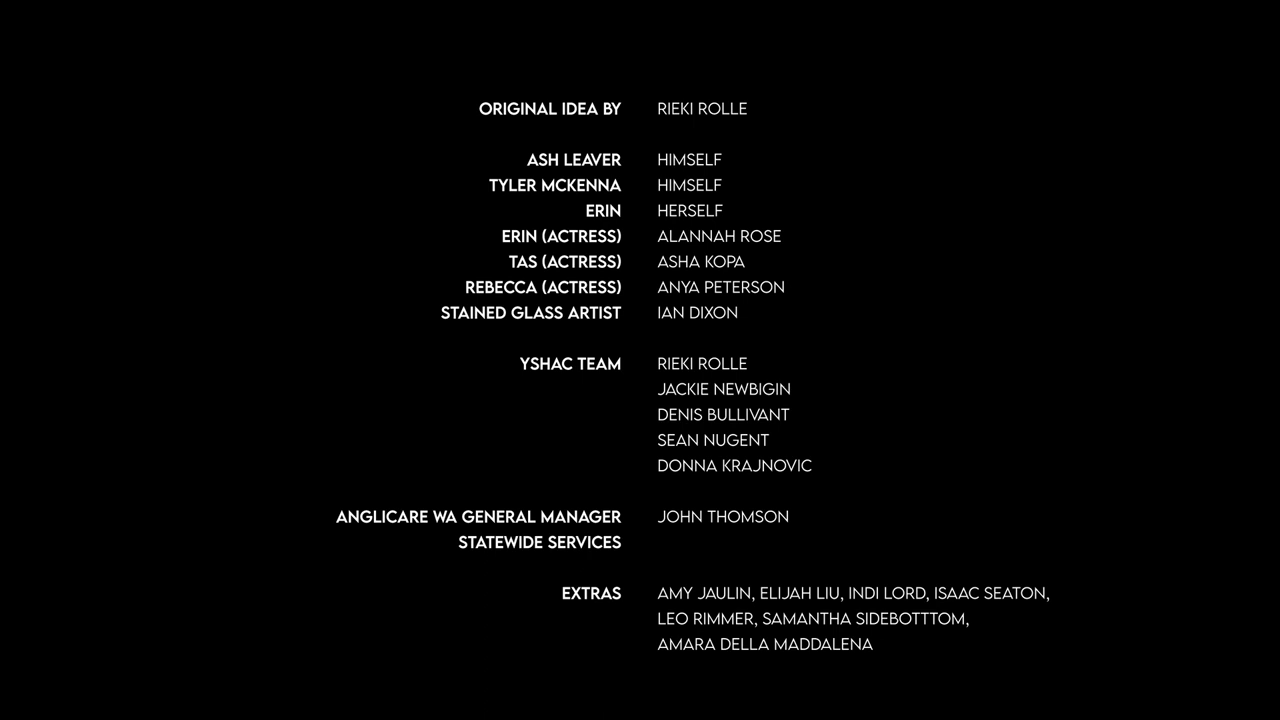 ORIGINAL IDEA BY RIEKI ROLLE
ASH LEAVER HIMSELF
TYLER MCKENNA HIMSELF
ERIN HERSELF
ERIN (ACTRESS) ALANNAH ROSE
TAS (ACTRESS) ASHA KOPA
REBECCA (ACTRESS) ANYA PETERSON
STAINED GLASS ARTIST IAN DIXON
YSHAC TEAM RIEKI ROLLE
JACKIE NEWBIGIN
DENIS BULLIVANT
SEAN NUGENT
DONNA KRAJNOVIC
ANGLICARE WA GENERAL MANAGER JOHN THOMSON
STATEWIDE SERVICES
EXTRAS AMY JAULIN, ELIJAH LIU, INDI LORD, ISAAC SEATON,
LEO RIMMER, SAMANTHA SIDEBOTTTOM,
AMARA DELLA MADDALENA